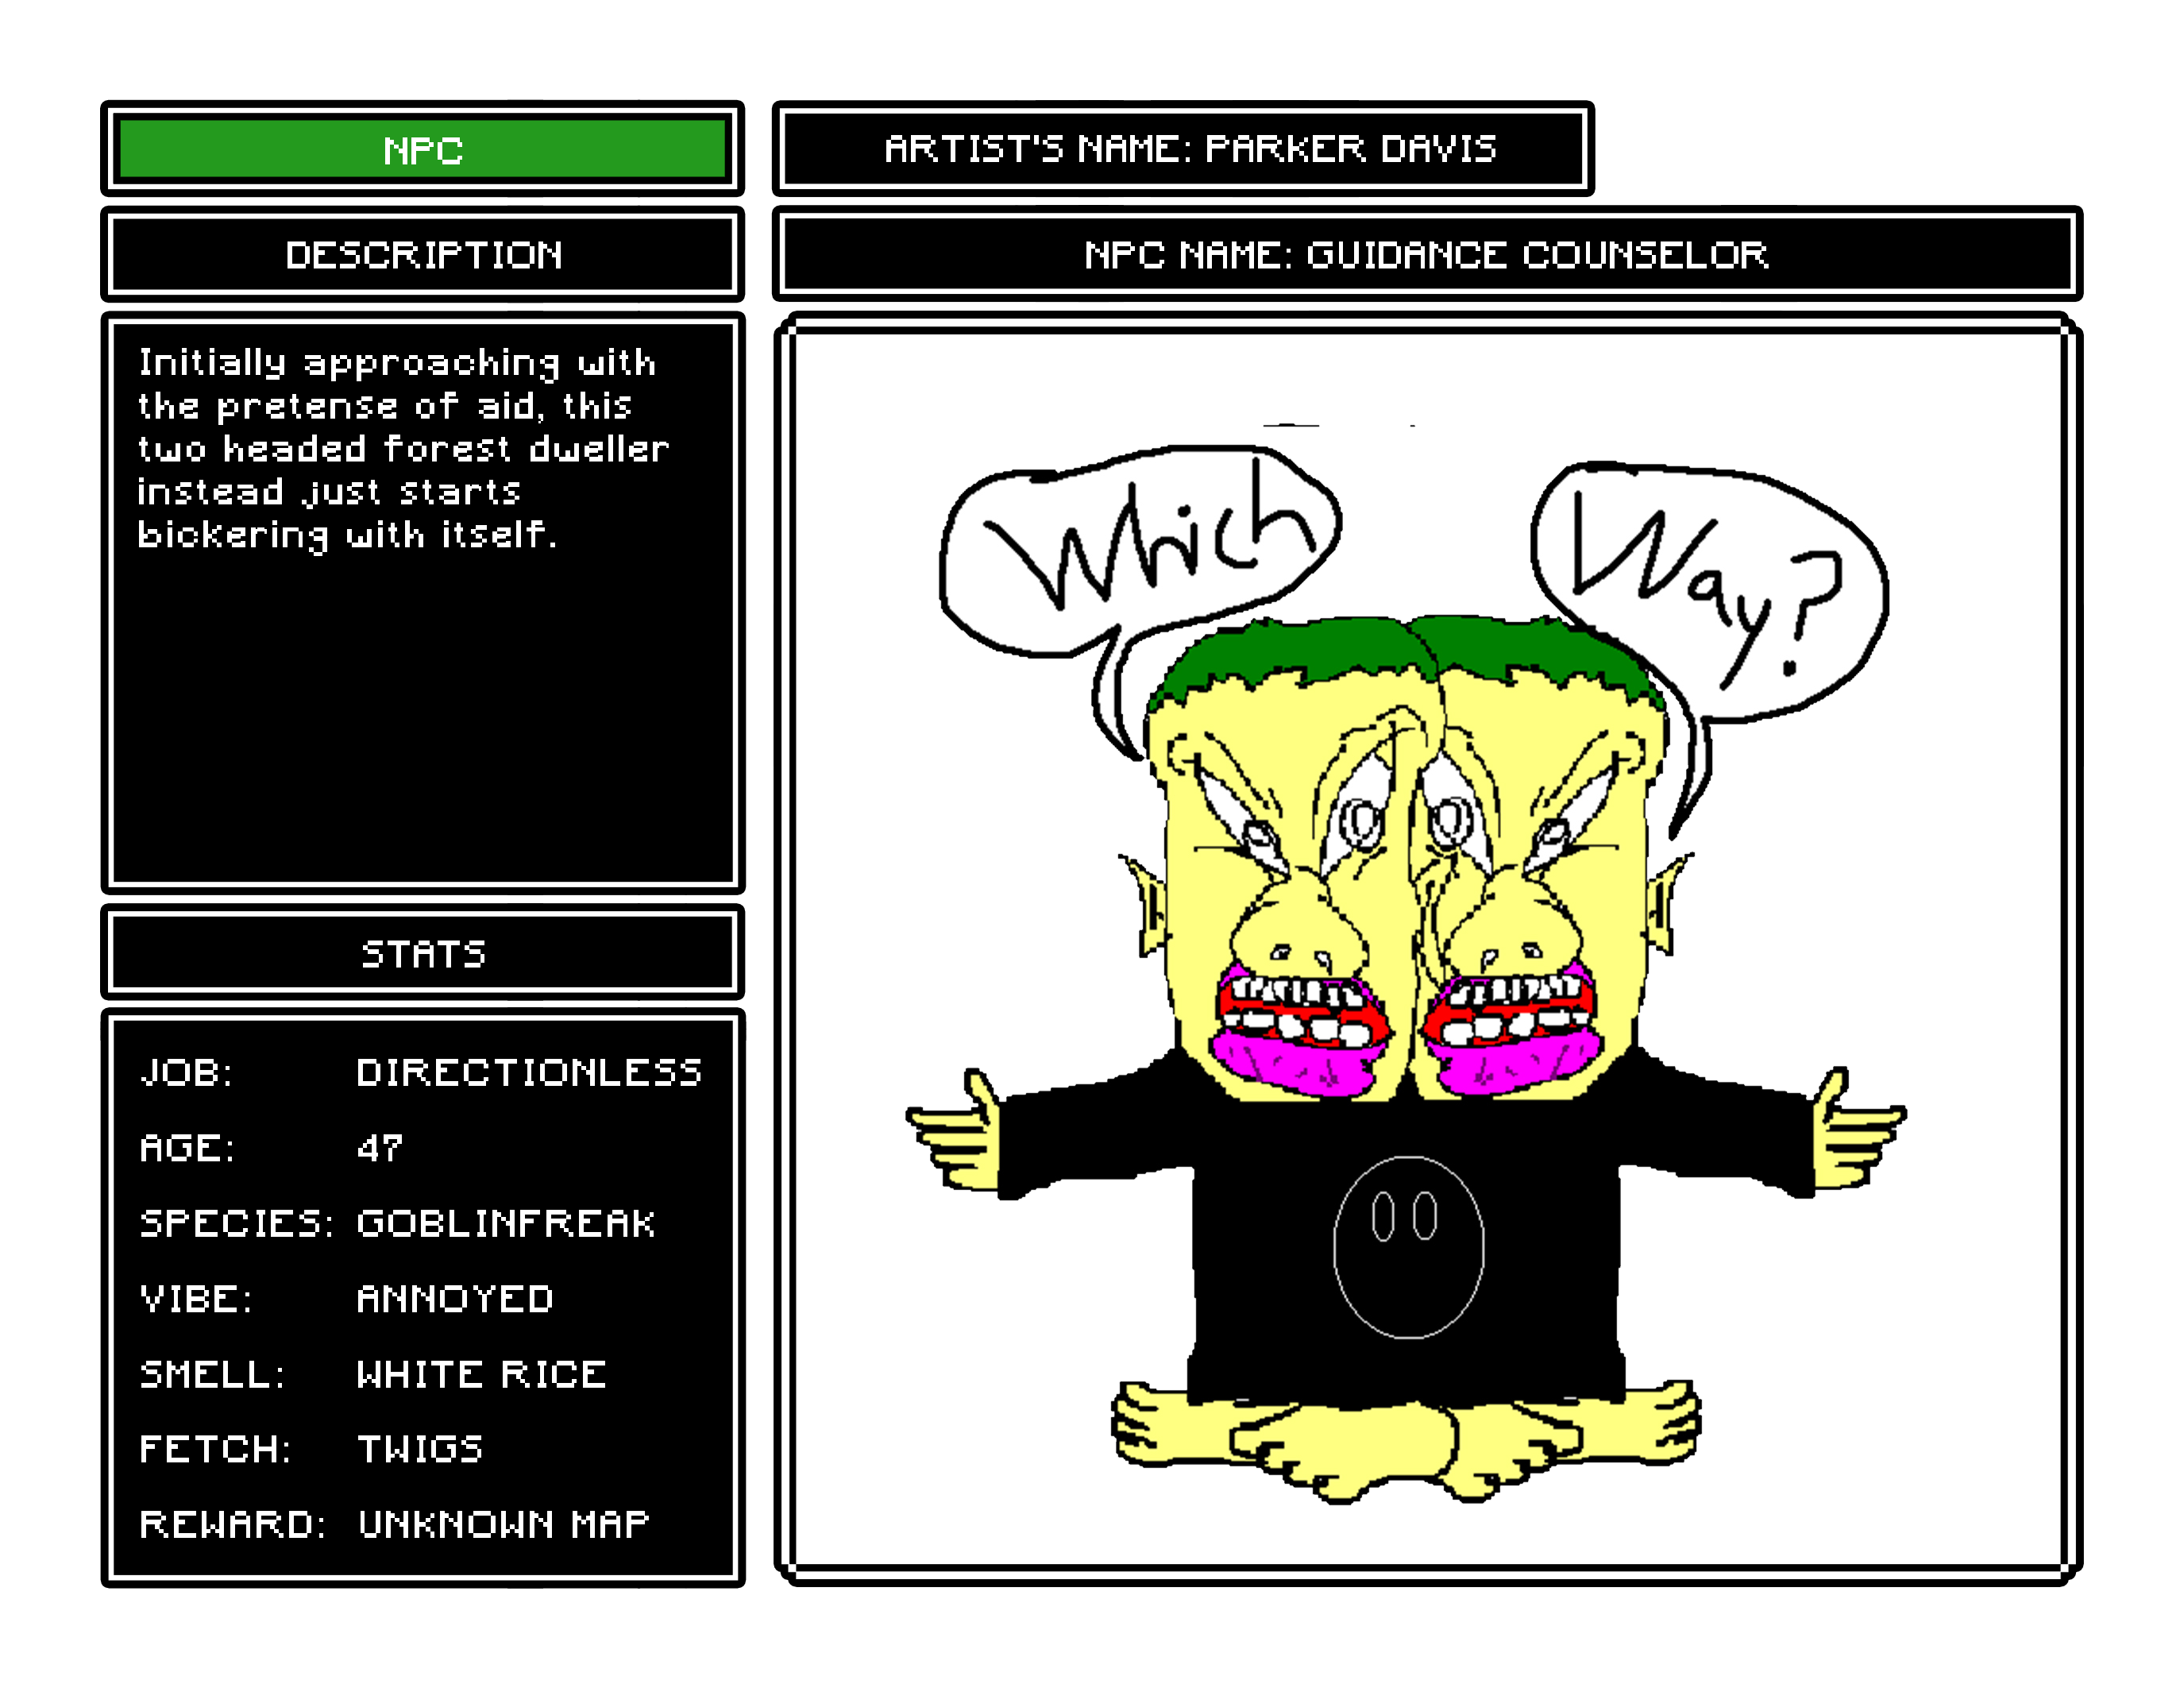 NPC
ARTIST'S NAME: PARKER DAVIS
DESCRIPTION
NPC NAME: GUIDANCE COUNSELOR
Initially approaching with
the pretense of aid, this
two headed forest dweller
instead just starts
bickering with itself.
Which
Way?
STATS
JOB: DIRECTIONLESS
AGE: 47
SPECIES: GOBLINFREAK
VIBE: ANNOYED
SMELL: WHITE RICE
FETCH: TWIGS
REWARD: UNKNOWN MAP